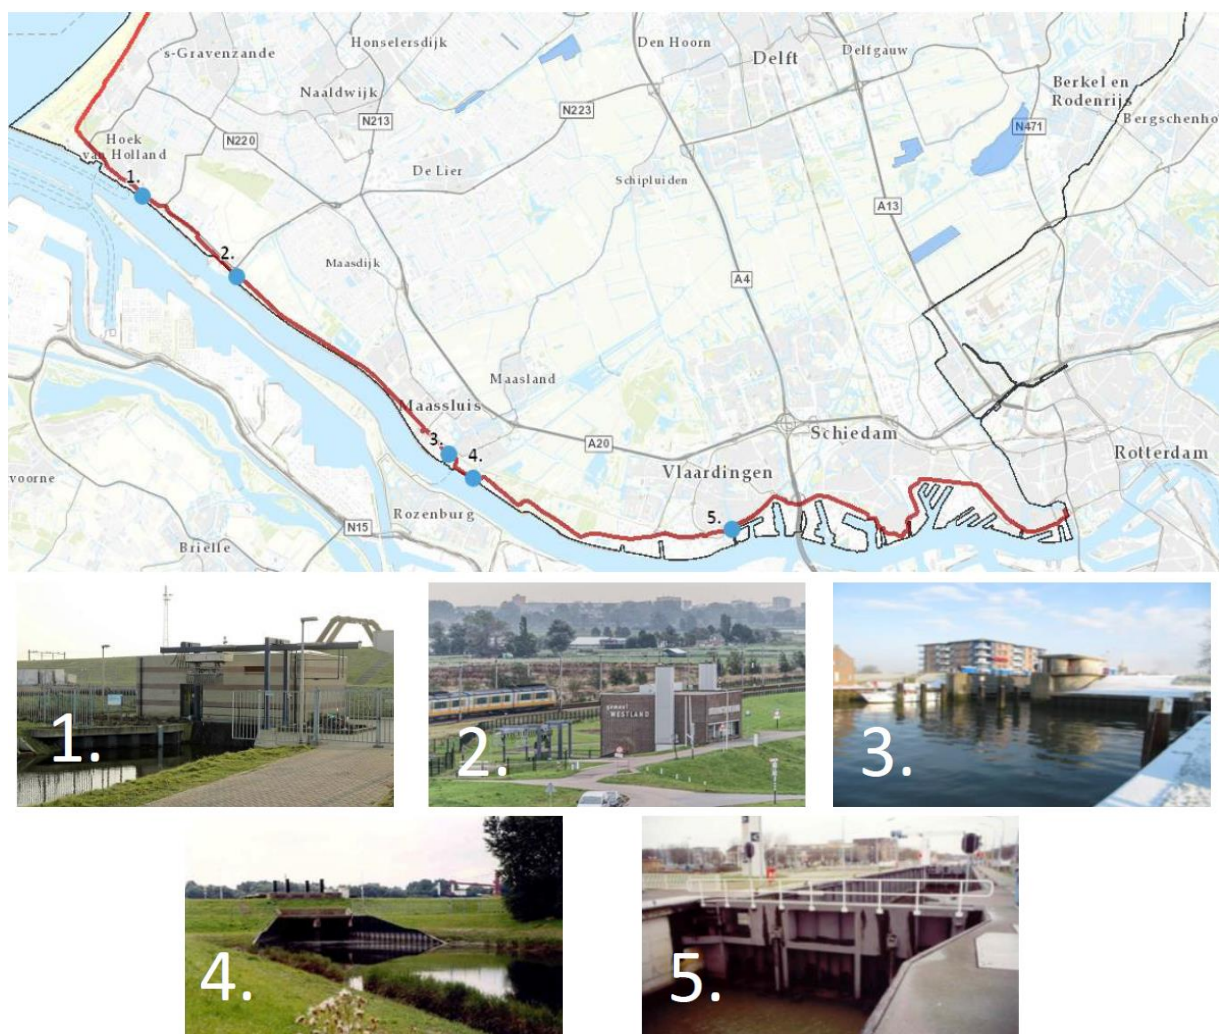 s-Gravenzande
Honselersdijk
Den Hoorn
Delft
Delfgauw
Naaldwijk
N213
N223
Berkel en
Rodenrijs
N471
Bergschenho
Hoek
van Holland
N220
De Lier
Schipluiden
1.
A13
2.
Maasdijk
A4
Maasland
Maassluis
3.
4.
A20
Schiedam
Vlaardingen
Rotterdam
voorne
Rozenburg
N15
Brielle
5.
1.
gemaal
WESTLAND
2.
3.
4.
5.